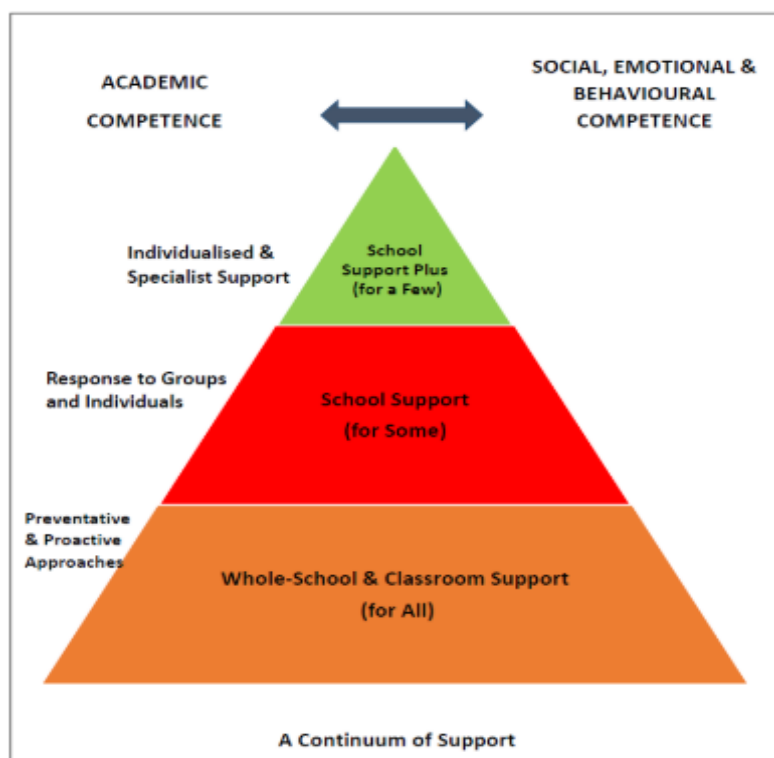 ACADEMIC
COMPETENCE
SOCIAL, EMOTIONAL &
BEHAVIOURAL
COMPETENCE
Individualised &
Specialist Support
School
Support Plus
(for a Few)
Response to Groups
and Individuals
School Support
(for Some)
Preventative
& Proactive
Approaches
Whole-School & Classroom Support
(for All)
A Continuum of Support